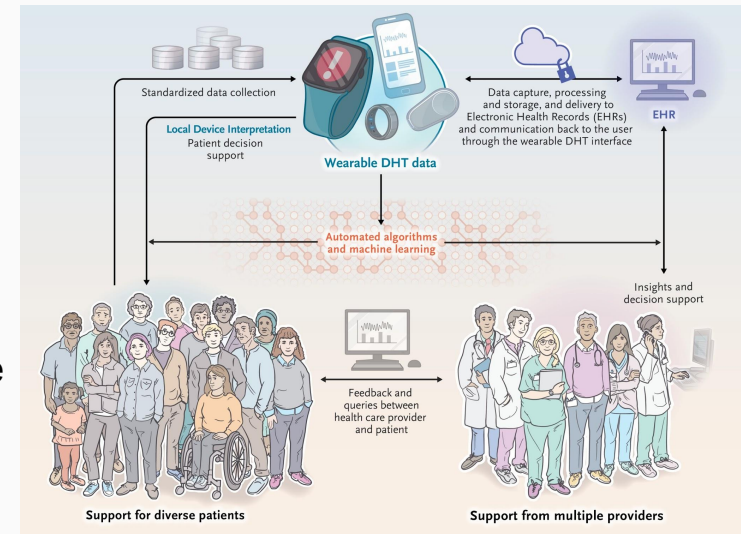 Standardized data collection
Local Device Interpretation
Patient decision
support
Wearable DHT data
Data capture, processing
and storage, and delivery to
Electronic Health Records (EHRs)
and communication back to the user
through the wearable DHT interface
EHR
Automated algorithms
and machine learning
Insights and
decision support
e
Feedback and
queries between
health care provider
and patient
Support for diverse patients
Support from multiple providers